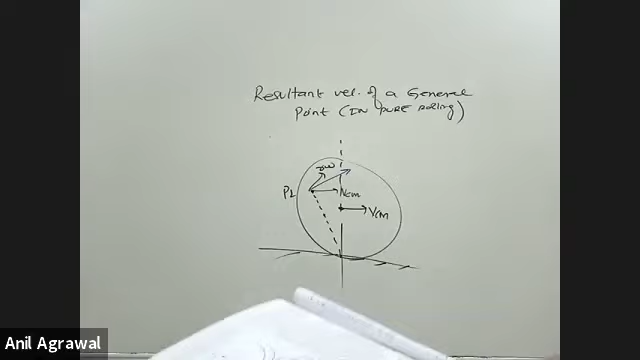 Resultant vel. of a General
Point (IN PURE Rolling)
rω
P1
Vcm
Vcm
Anil Agrawal